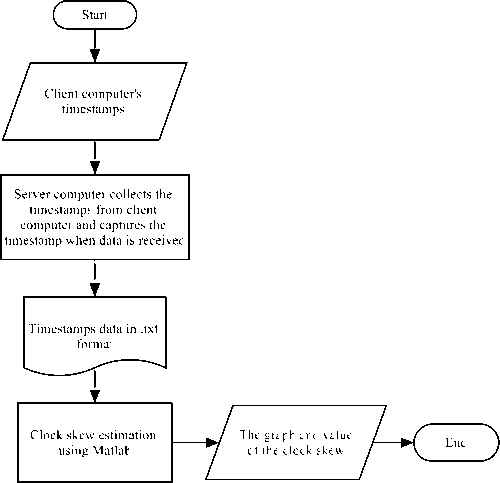 Start
Client computer's
timestamps
Server computer collects the
timestamps from client
computer and captures the
timestamp when data is received
Timestamps data in .txt
format
Clock skew estimation
using Matlab
The graph and value
of the clock skew
End